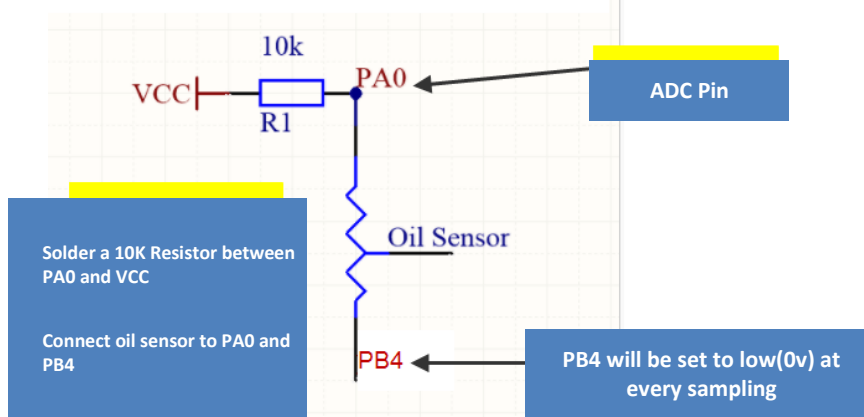 10k
VCC
PA0
R1
ADC Pin
Solder a 10K Resistor between
PA0 and VCC
Connect oil sensor to PA0 and
PB4
Oil Sensor
PB4
PB4 will be set to low(0v) at
every sampling